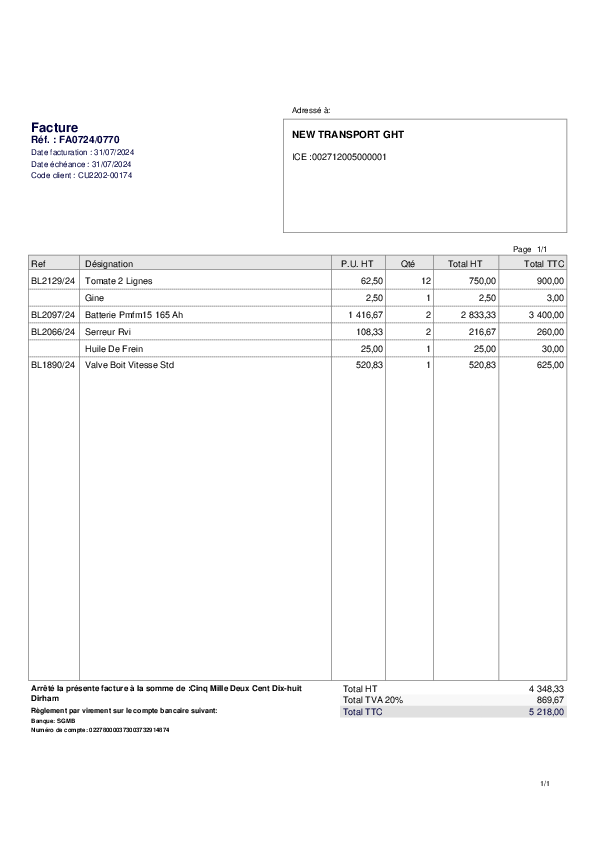 Adressé à:
Facture
Réf. : FA0724/0770
Date facturation : 31/07/2024
Date échéance : 31/07/2024
Code client : CU2202-00174
NEW TRANSPORT GHT
ICE :002712005000001
Page 1/1
Ref Désignation P.U. HT Qté Total HT Total TTC
BL2129/24 Tomate 2 Lignes 62,50 12 750,00 900,00
Gine 2,50 1 2,50 3,00
BL2097/24 Batterie Pmfm15 165 Ah 1 416,67 2 2 833,33 3 400,00
BL2066/24 Serreur Rvi 108,33 2 216,67 260,00
Huile De Frein 25,00 1 25,00 30,00
BL1890/24 Valve Boit Vitesse Std 520,83 1 520,83 625,00
Arrêté la présente facture à la somme de :Cinq Mille Deux Cent Dix-huit
Dirham
Règlement par virement sur le compte bancaire suivant:
Banque: SGMB
Numéro de compte: 022780000373003732914874
Total HT 4 348,33
Total TVA 20% 869,67
Total TTC 5 218,00
1/1